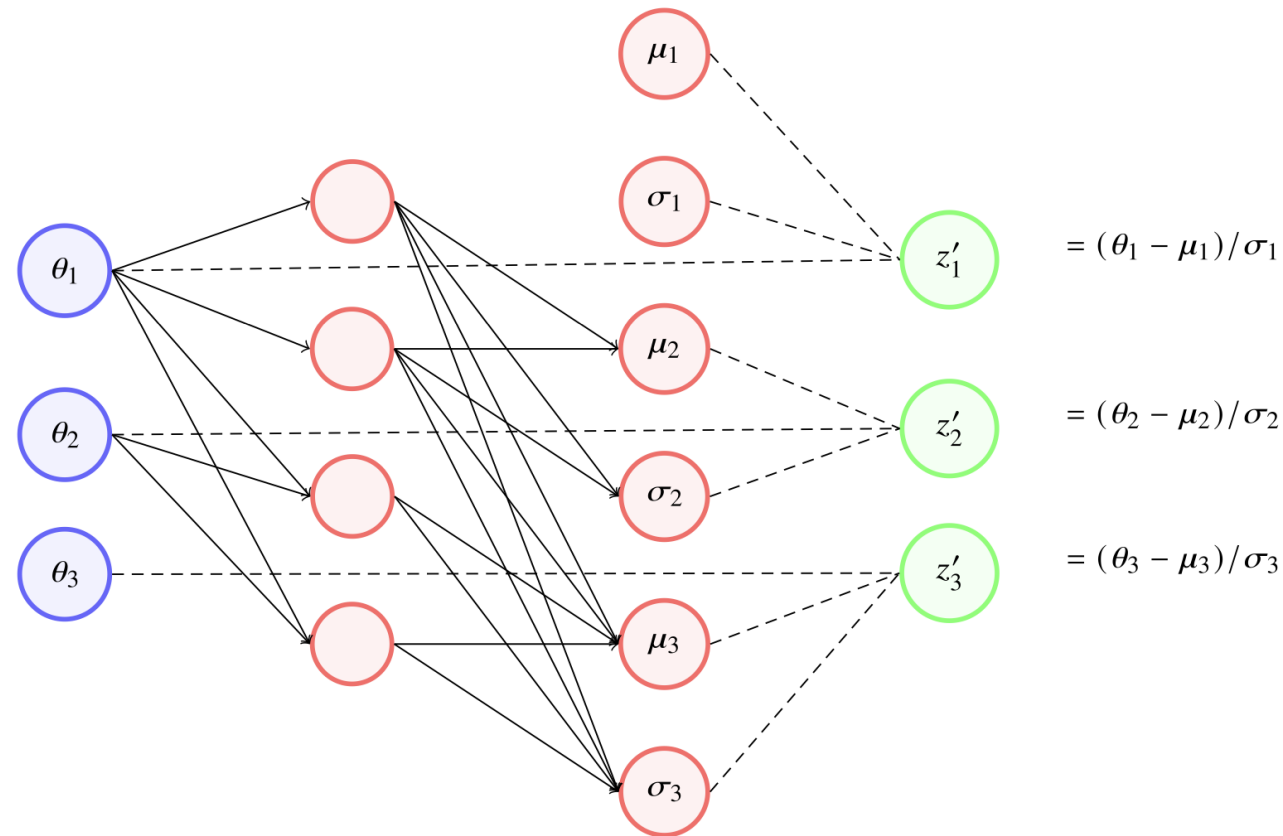 μ₁
σ₁
θ₁
z′₁ = (θ₁ − μ₁)/σ₁
μ₂
θ₂
z′₂ = (θ₂ − μ₂)/σ₂
σ₂
θ₃
z′₃ = (θ₃ − μ₃)/σ₃
μ₃
σ₃